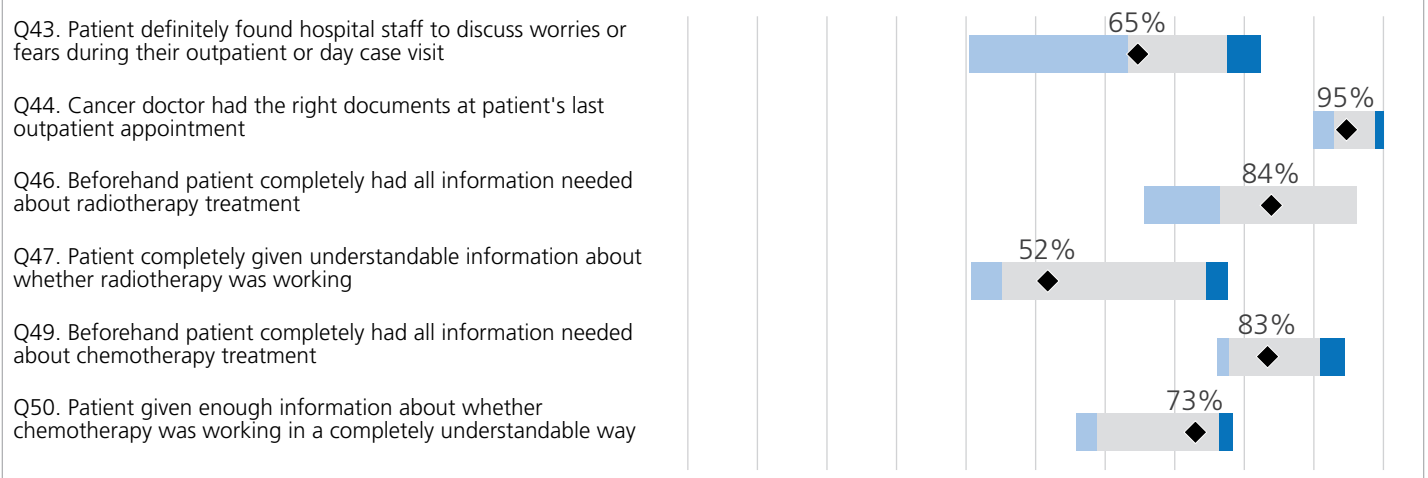 Q43. Patient definitely found hospital staff to discuss worries or
fears during their outpatient or day case visit
65%
Q44. Cancer doctor had the right documents at patient's last
outpatient appointment
95%
Q46. Beforehand patient completely had all information needed
about radiotherapy treatment
84%
Q47. Patient completely given understandable information about
whether radiotherapy was working
52%
Q49. Beforehand patient completely had all information needed
about chemotherapy treatment
83%
Q50. Patient given enough information about whether
chemotherapy was working in a completely understandable way
73%